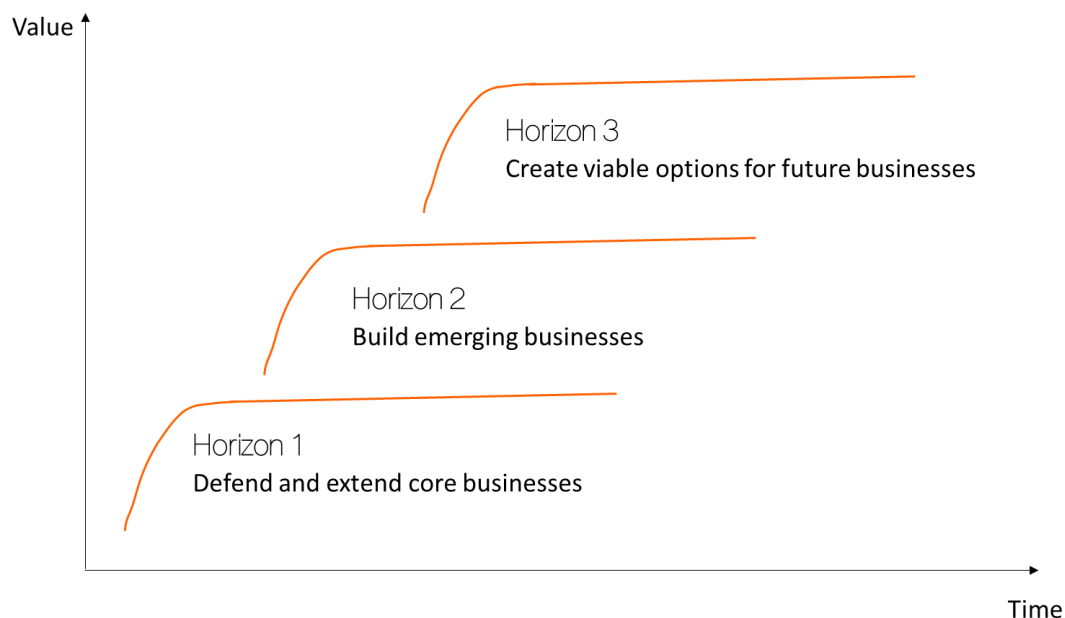 Value
Horizon 3
Create viable options for future businesses
Horizon 2
Build emerging businesses
Horizon 1
Defend and extend core businesses
Time